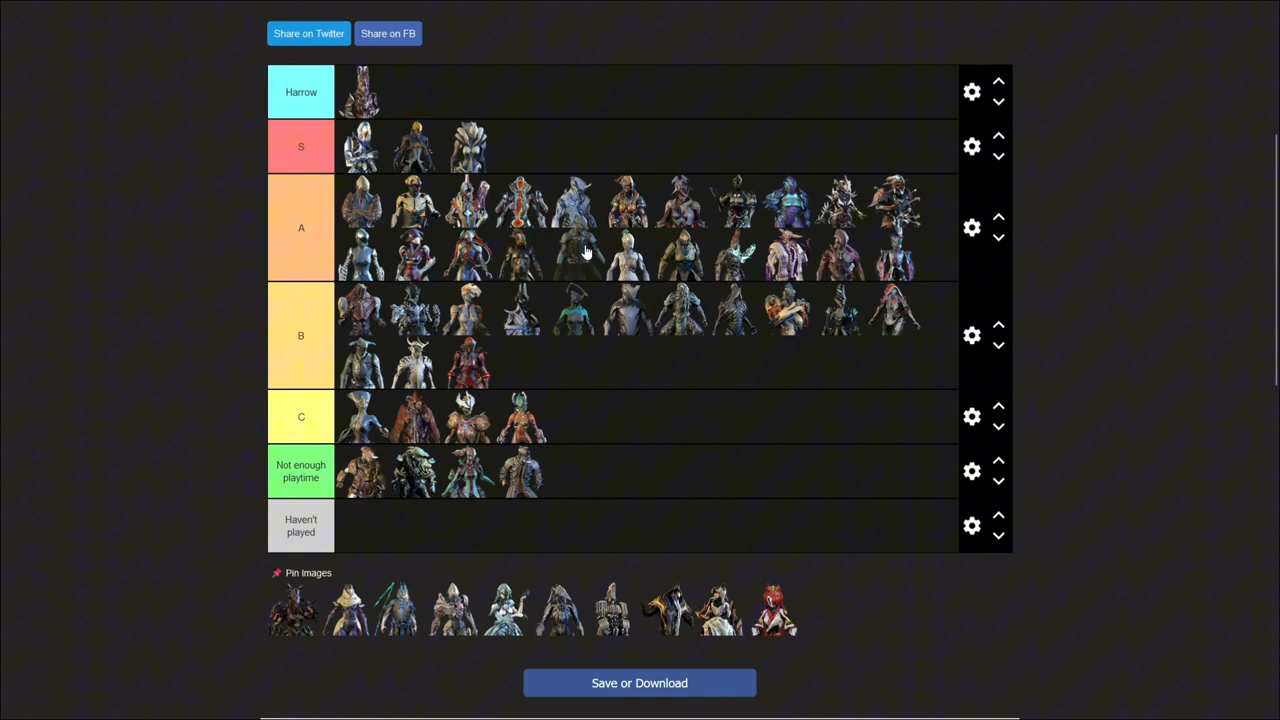 Share on Twitter Share on FB
Harrow
S
A
B
C
Not enough
playtime
Haven't
played
Pin Images
Save or Download